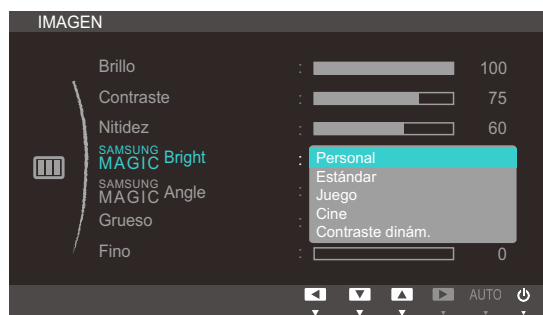 IMAGEN
Brillo : 100
Contraste : 75
Nitidez : 60
SAMSUNG MAGIC Bright : Personal
Estándar
SAMSUNG MAGIC Angle : Juego
Cine
Grueso : Contraste dinám.
Fino : 0
AUTO